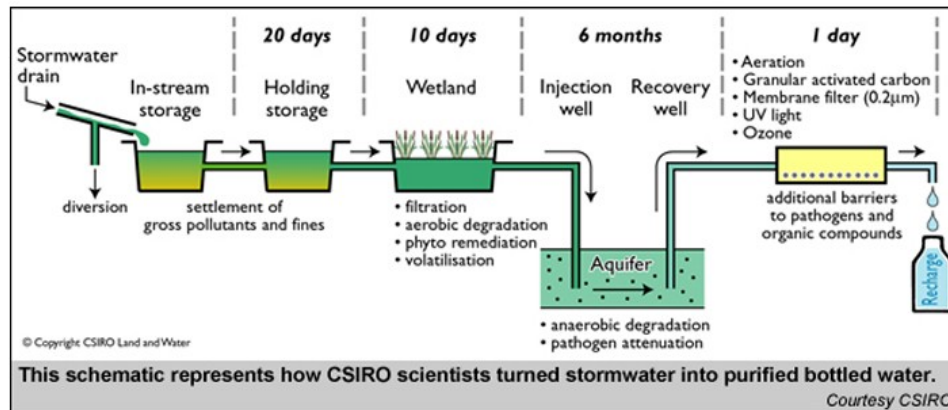 20 days
10 days
6 months
1 day
Stormwater
drain
In-stream
storage
Holding
storage
Wetland
Injection
well
Recovery
well
• Aeration
• Granular activated carbon
• Membrane filter (0.2μm)
• UV light
• Ozone
diversion
settlement of
gross pollutants and fines
• filtration
• aerobic degradation
• phyto remediation
• volatilisation
Aquifer
• anaerobic degradation
• pathogen attenuation
additional barriers
to pathogens and
organic compounds
Recharge
© Copyright CSIRO Land and Water
This schematic represents how CSIRO scientists turned stormwater into purified bottled water.
Courtesy CSIRO